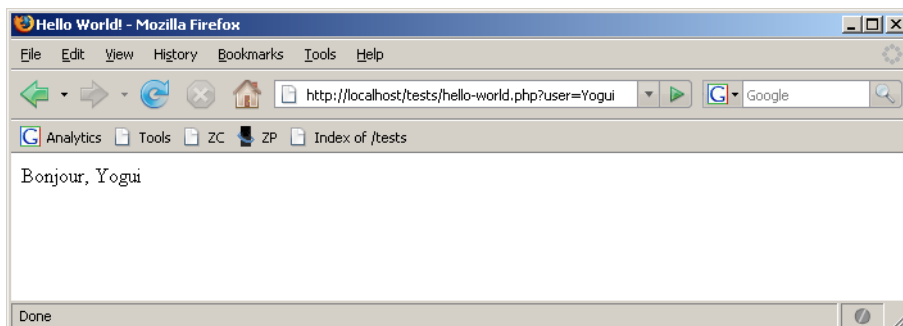 Hello World! - Mozilla Firefox
File Edit View History Bookmarks Tools Help
http://localhost/tests/hello-world.php?user=Yogui G Google
G Analytics Tools ZC ZP Index of /tests
Bonjour, Yogui
Done